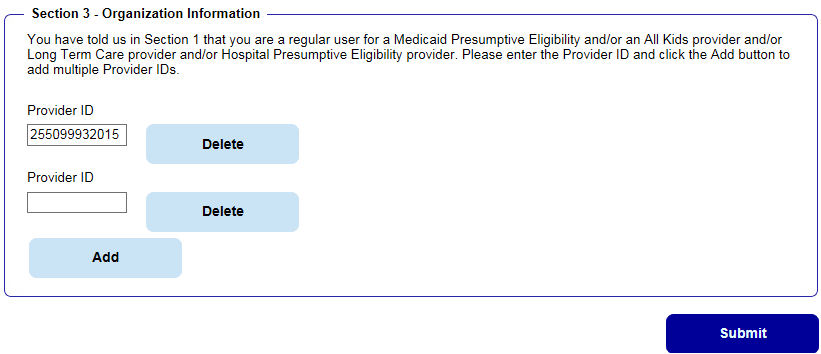 Section 3 - Organization Information
You have told us in Section 1 that you are a regular user for a Medicaid Presumptive Eligibility and/or an All Kids provider and/or
Long Term Care provider and/or Hospital Presumptive Eligibility provider. Please enter the Provider ID and click the Add button to
add multiple Provider IDs.
Provider ID
255099932015
Delete
Provider ID
Delete
Add
Submit